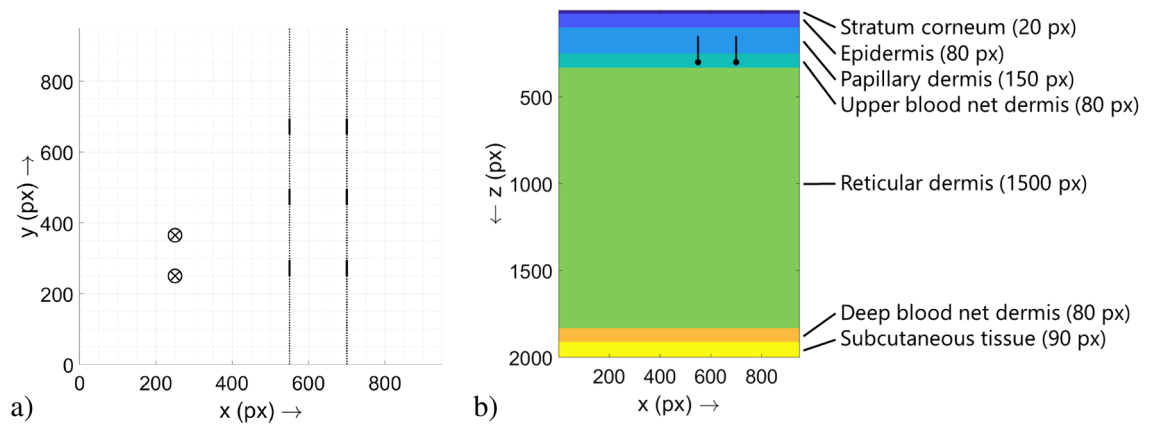 800
600
400
200
0
0
200
400
600
800
y (px) →
x (px) →
a)
500
1000
1500
2000
200
400
600
800
← z (px)
x (px) →
b)
Stratum corneum (20 px)
Epidermis (80 px)
Papillary dermis (150 px)
Upper blood net dermis (80 px)
Reticular dermis (1500 px)
Deep blood net dermis (80 px)
Subcutaneous tissue (90 px)